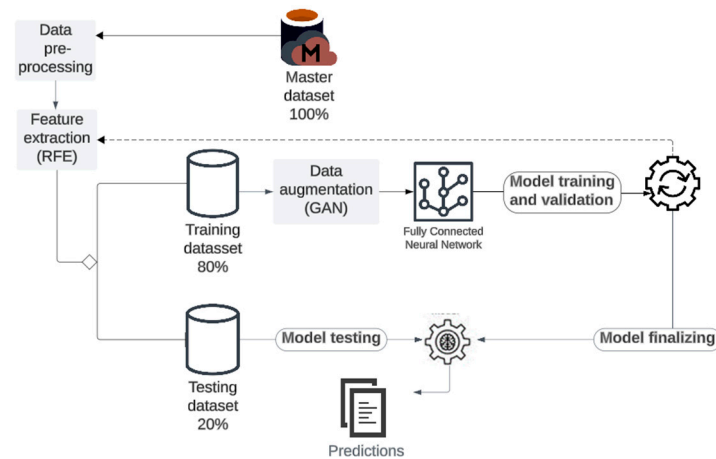 Data
pre-
processing
Master
dataset
100%
Feature
extraction
(RFE)
Training
datasset
80%
Data
augmentation
(GAN)
Fully Connected
Neural Network
Model training
and validation
Testing
dataset
20%
Model testing
Model finalizing
Predictions